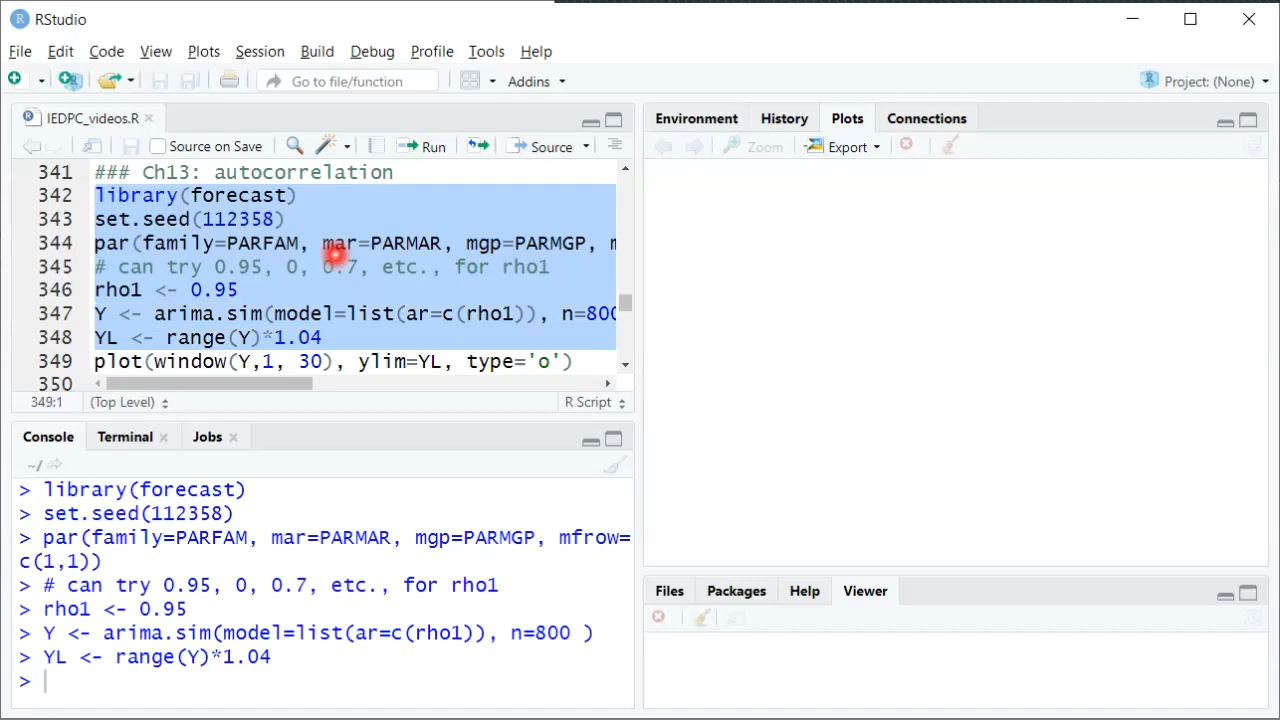 RStudio
File Edit Code View Plots Session Build Debug Profile Tools Help
Go to file/function Addins Project: (None)
IEDPC_videos.R
Source on Save Run Source
341 ### Ch13: autocorrelation
342 library(forecast)
343 set.seed(112358)
344 par(family=PARFAM, mar=PARMAR, mgp=PARMGP, m
345 # can try 0.95, 0, 0.7, etc., for rho1
346 rho1 <- 0.95
347 Y <- arima.sim(model=list(ar=c(rho1)), n=800
348 YL <- range(Y)*1.04
349 plot(window(Y,1, 30), ylim=YL, type='o')
350
349:1 (Top Level) R Script
Console Terminal Jobs
~/
> library(forecast)
> set.seed(112358)
> par(family=PARFAM, mar=PARMAR, mgp=PARMGP, mfrow=
c(1,1))
> # can try 0.95, 0, 0.7, etc., for rho1
> rho1 <- 0.95
> Y <- arima.sim(model=list(ar=c(rho1)), n=800 )
> YL <- range(Y)*1.04
>
Environment History Plots Connections
Zoom Export
Files Packages Help Viewer